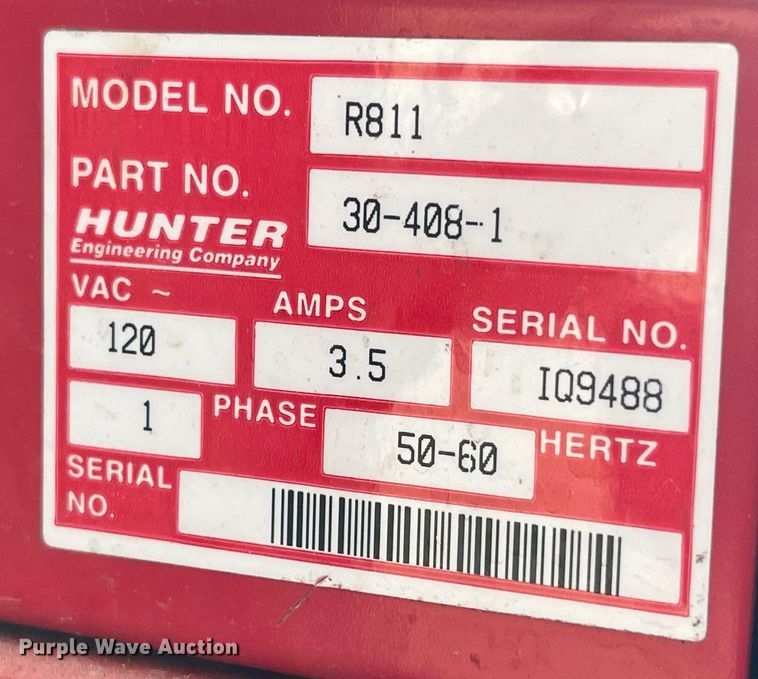 MODEL NO. R811
PART NO. 30-408-1
HUNTER
Engineering Company
VAC ~ 120
AMPS 3.5
SERIAL NO. IQ9488
1 PHASE
50-60 HERTZ
SERIAL
NO.
Purple Wave Auction